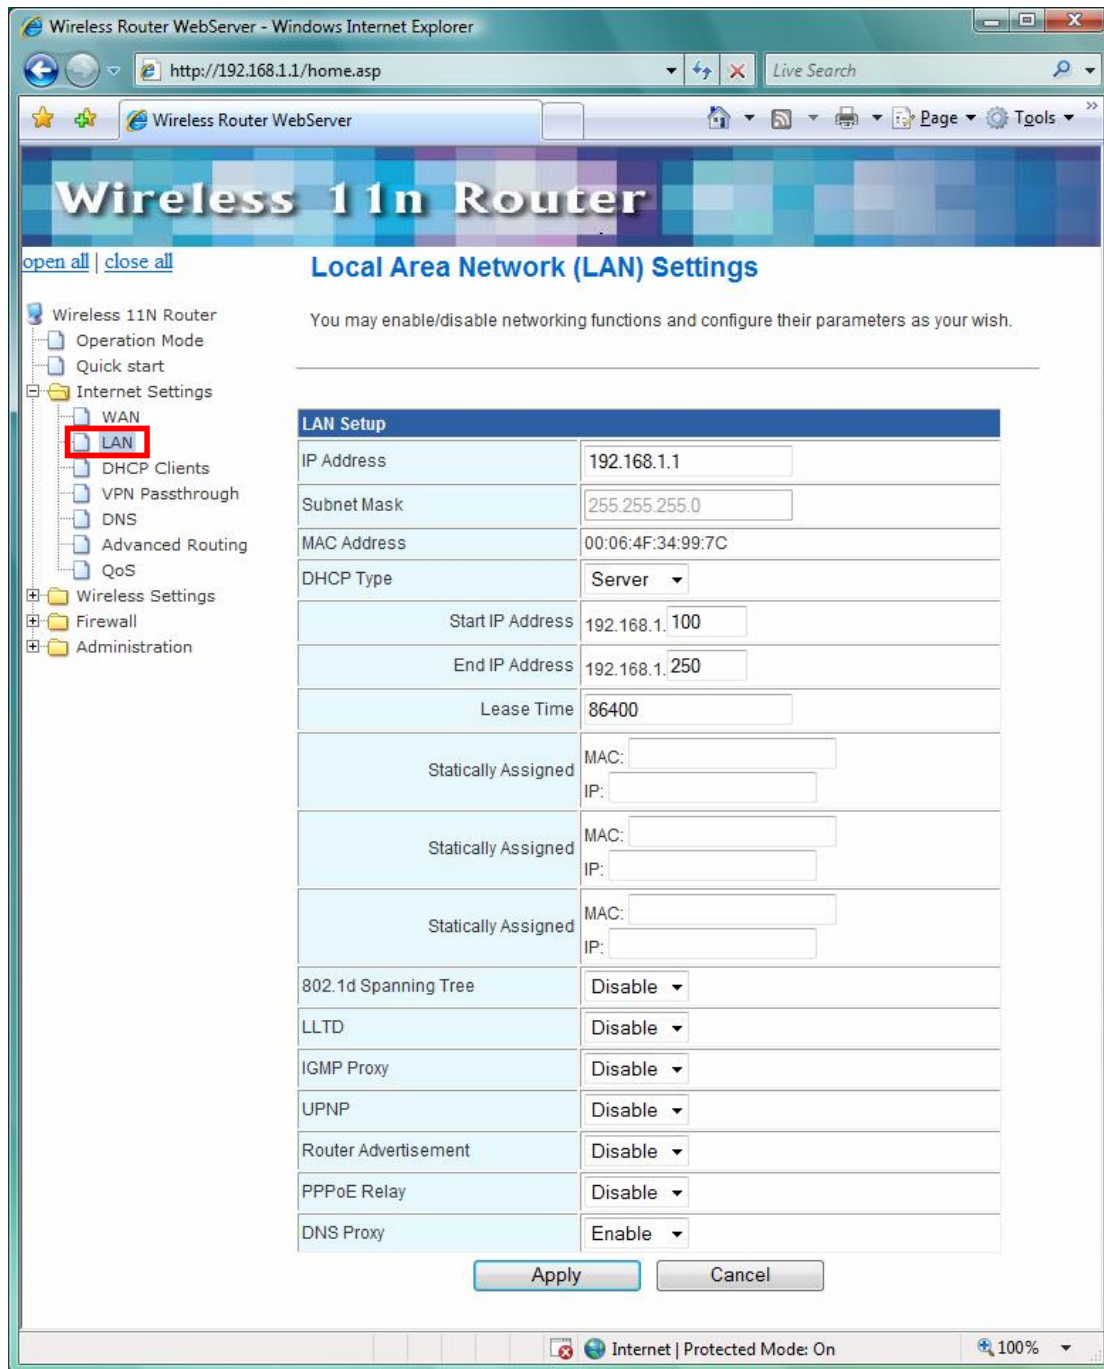 Wireless Router WebServer - Windows Internet Explorer
http://192.168.1.1/home.asp
Live Search
Wireless Router WebServer
Page
Tools
Wireless 11n Router
open all | close all
Wireless 11N Router
Operation Mode
Quick start
Internet Settings
WAN
LAN
DHCP Clients
VPN Passthrough
DNS
Advanced Routing
QoS
Wireless Settings
Firewall
Administration
Local Area Network (LAN) Settings
You may enable/disable networking functions and configure their parameters as your wish.
LAN Setup
IP Address 192.168.1.1
Subnet Mask 255.255.255.0
MAC Address 00:06:4F:34:99:7C
DHCP Type Server
Start IP Address 192.168.1. 100
End IP Address 192.168.1. 250
Lease Time 86400
Statically Assigned MAC:
IP:
Statically Assigned MAC:
IP:
Statically Assigned MAC:
IP:
802.1d Spanning Tree Disable
LLTD Disable
IGMP Proxy Disable
UPNP Disable
Router Advertisement Disable
PPPoE Relay Disable
DNS Proxy Enable
Apply Cancel
Internet | Protected Mode: On 100%